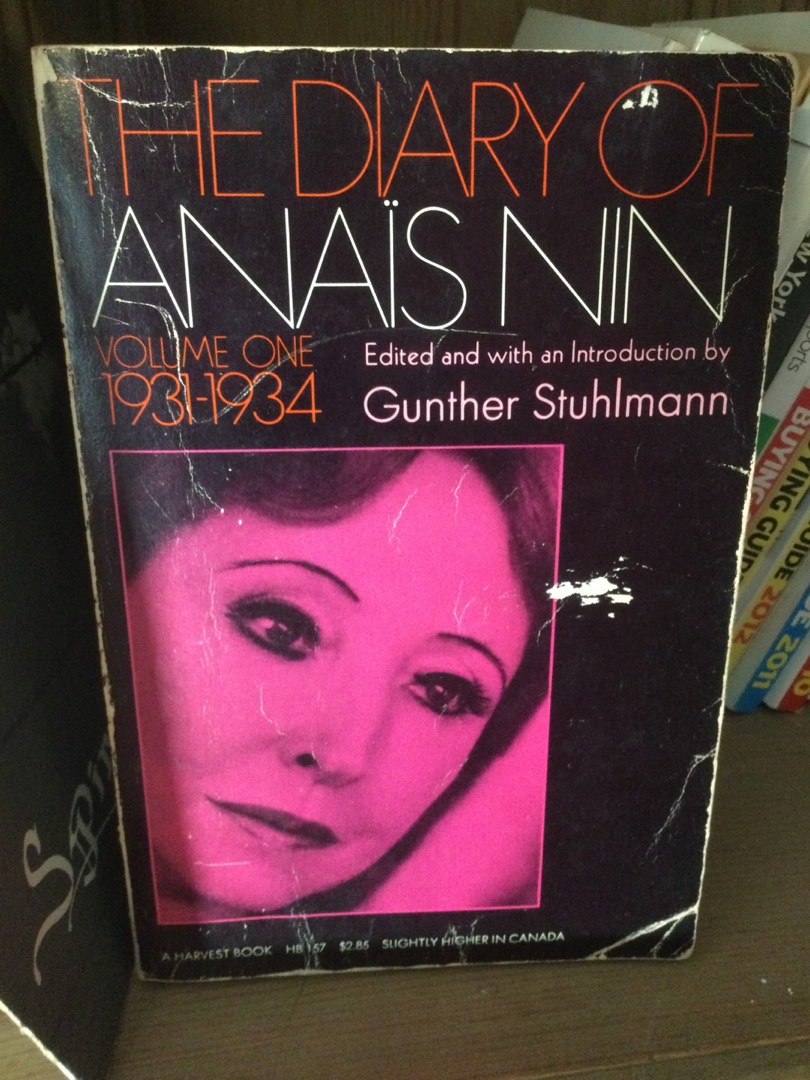 THE DIARY OF
ANAÏS NIN
VOLUME ONE
1931-1934
Edited and with an Introduction by
Gunther Stuhlmann
A HARVEST BOOK HB 157 $2.85 SLIGHTLY HIGHER IN CANADA
York
BUYING
GUIDE 2012
2011